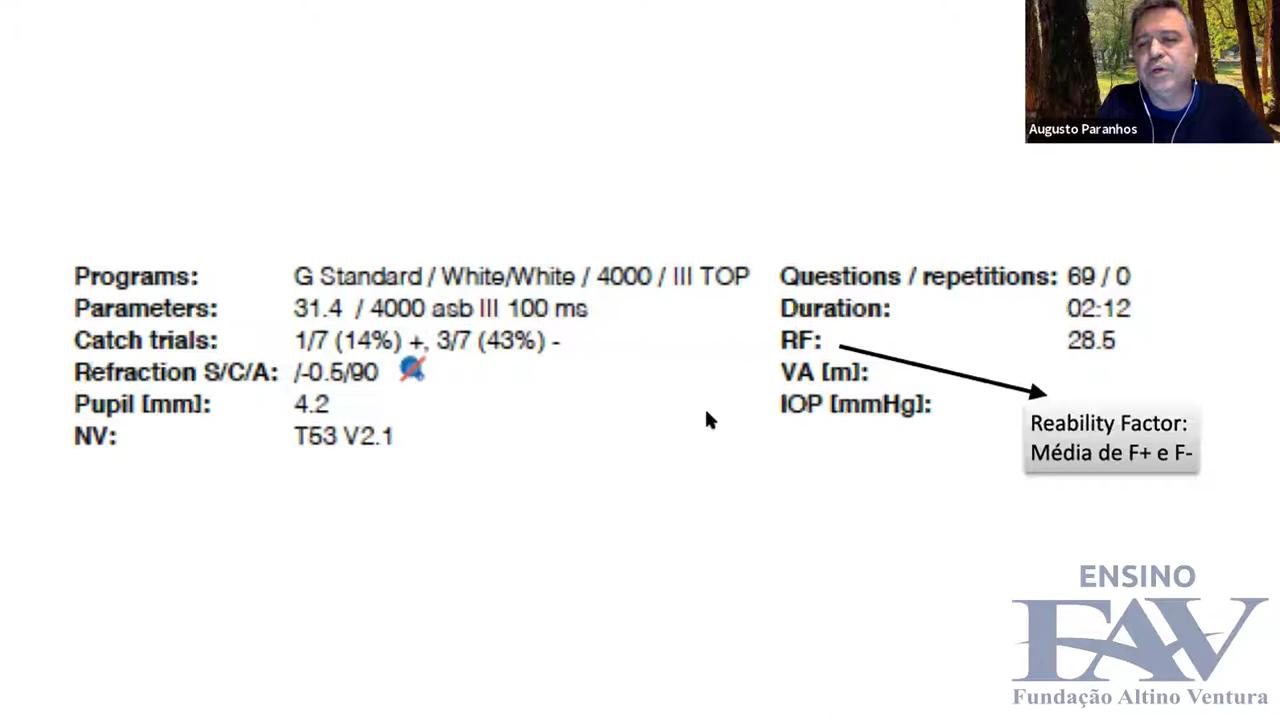 Augusto Paranhos
Programs: G Standard / White/White / 4000 / III TOP
Parameters: 31.4 / 4000 asb III 100 ms
Catch trials: 1/7 (14%) +, 3/7 (43%) -
Refraction S/C/A: /-0.5/90
Pupil [mm]: 4.2
NV: T53 V2.1
Questions / repetitions: 69 / 0
Duration: 02:12
RF: 28.5
VA [m]:
IOP [mmHg]:
Reability Factor:
Média de F+ e F-
ENSINO
FAV
Fundação Altino Ventura